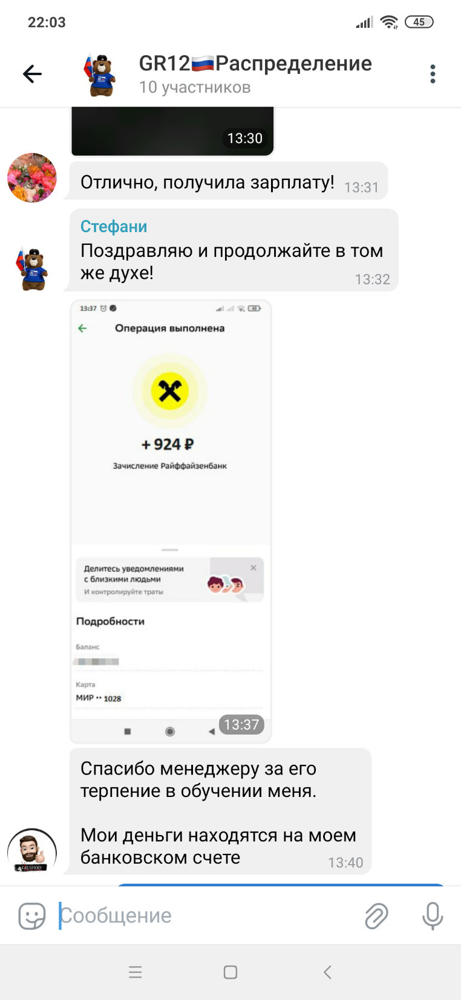 22:03
45
GR12🇷🇺Распределение
10 участников
13:30
Отлично, получила зарплату!
13:31
Стефани
Поздравляю и продолжайте в том
же духе!
13:32
13:37
Операция выполнена
+ 924 ₽
Зачисление Райффайзенбанк
Делитесь уведомлениями
с близкими людьми
И контролируйте траты
Подробности
Баланс
Карта
МИР •• 1028
13:37
Спасибо менеджеру за его
терпение в обучении меня.
Мои деньги находятся на моем
банковском счете
13:40
Сообщение